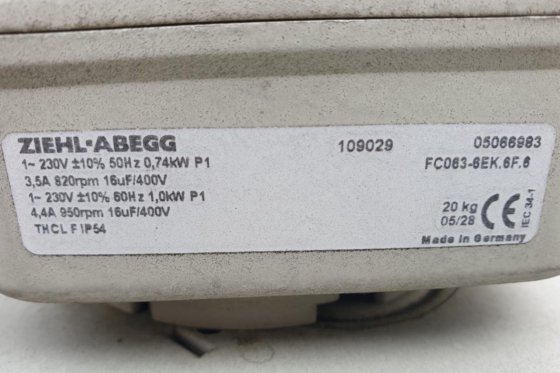 ZIEHL-ABEGG 109029 05066983
1~ 230V ±10% 50Hz 0,74kW P1 FC063-6EK.6F.6
3,5A 820rpm 16uF/400V
1~ 230V ±10% 60Hz 1,0kW P1
4,4A 950rpm 16uF/400V 20 kg CE
THCL F IP54 05/28 IEC 34-1
Made in Germany